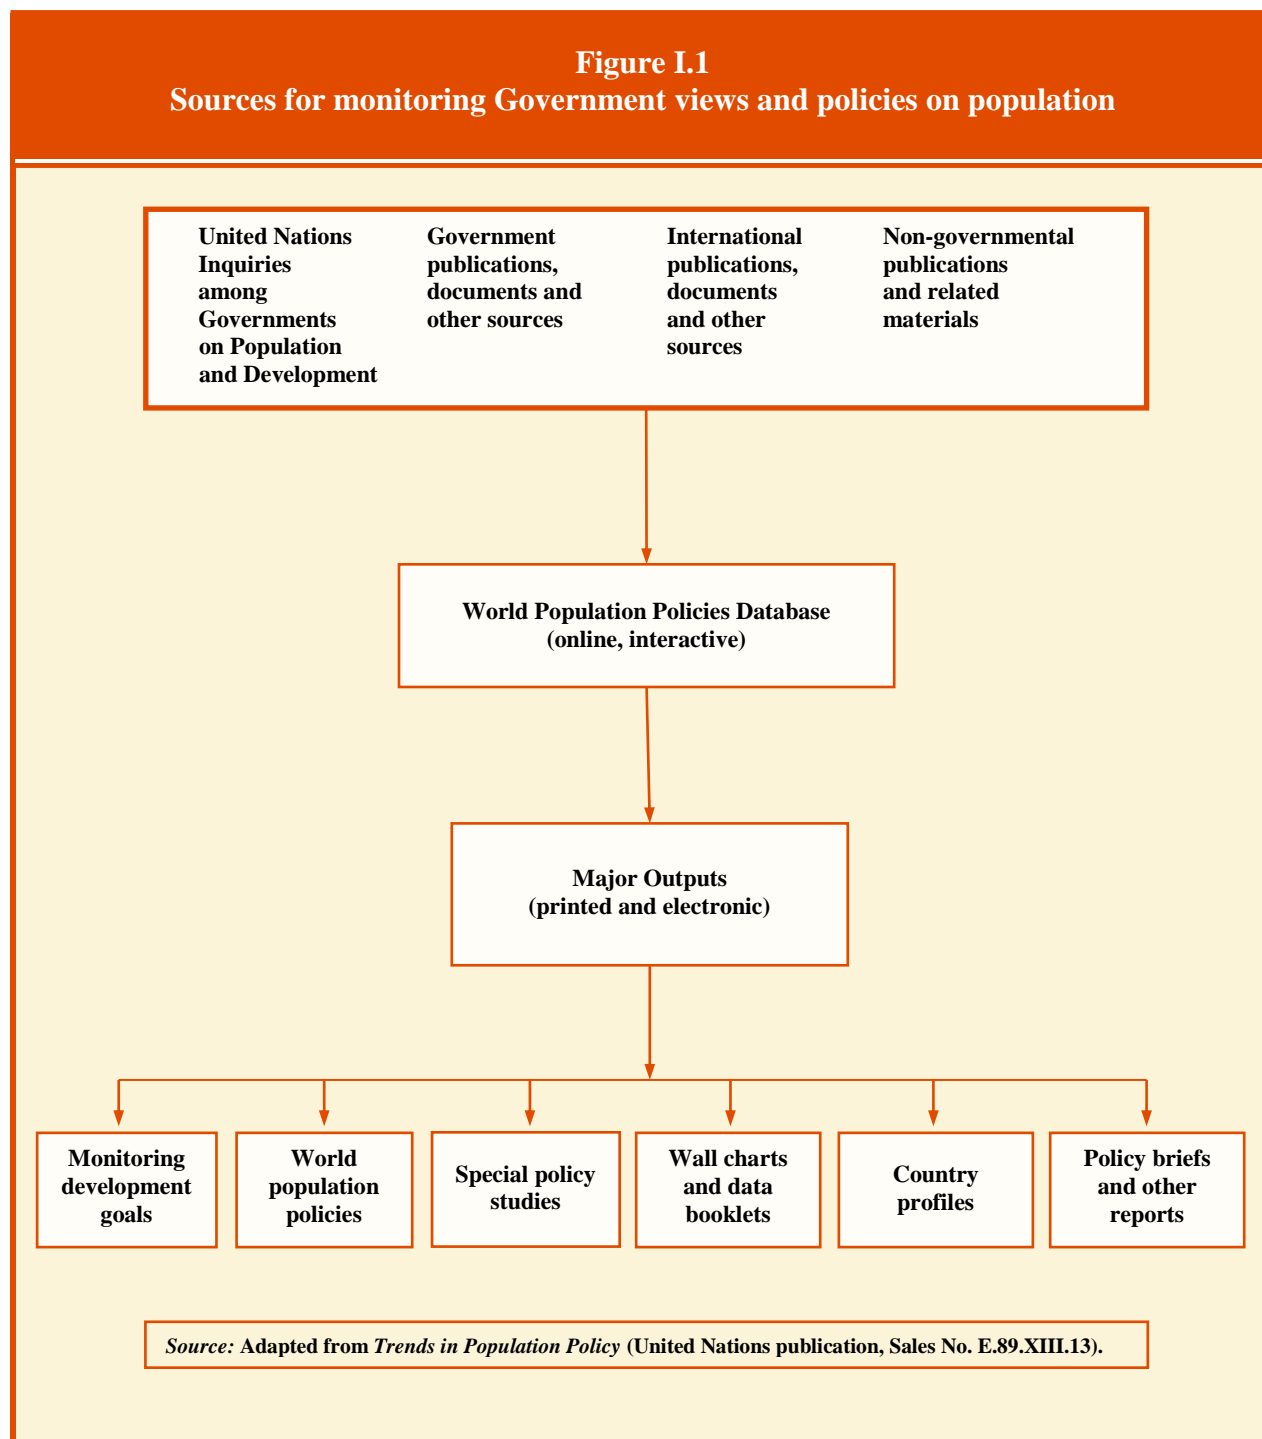 Figure I.1
Sources for monitoring Government views and policies on population
United Nations
Inquiries
among
Governments
on Population
and Development
Government
publications,
documents and
other sources
International
publications,
documents
and other
sources
Non-governmental
publications
and related
materials
World Population Policies Database
(online, interactive)
Major Outputs
(printed and electronic)
Monitoring
development
goals
World
population
policies
Special policy
studies
Wall charts
and data
booklets
Country
profiles
Policy briefs
and other
reports
Source: Adapted from Trends in Population Policy (United Nations publication, Sales No. E.89.XIII.13).